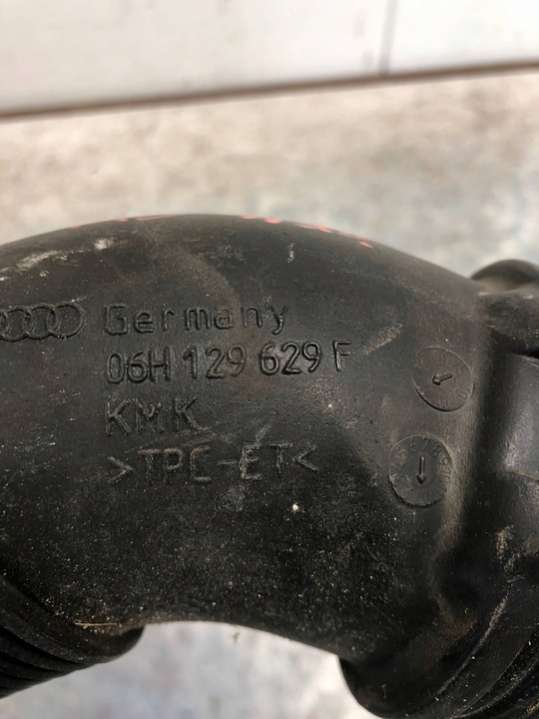 Germany
06H 129 629 F
KMK
>TPC-ET<